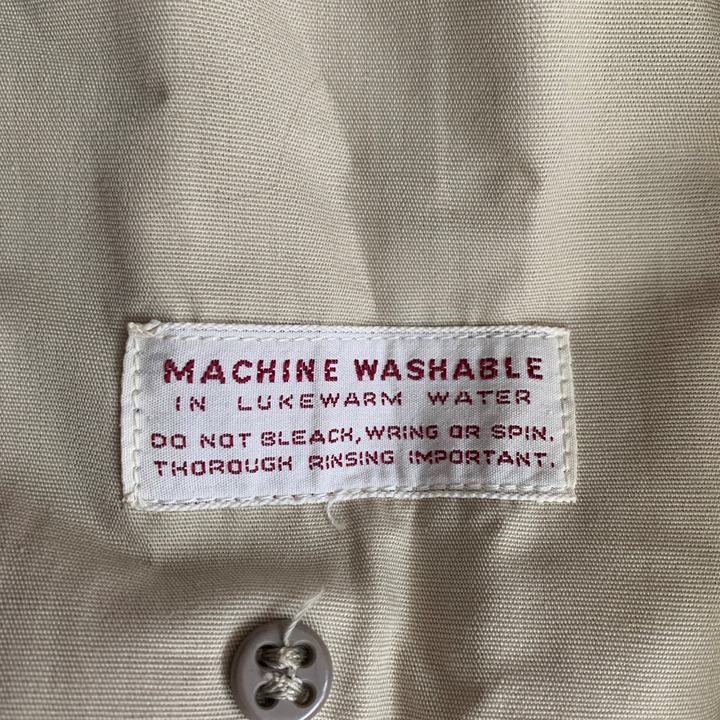 MACHINE WASHABLE
IN LUKEWARM WATER
DO NOT BLEACH, WRING OR SPIN.
THOROUGH RINSING IMPORTANT.